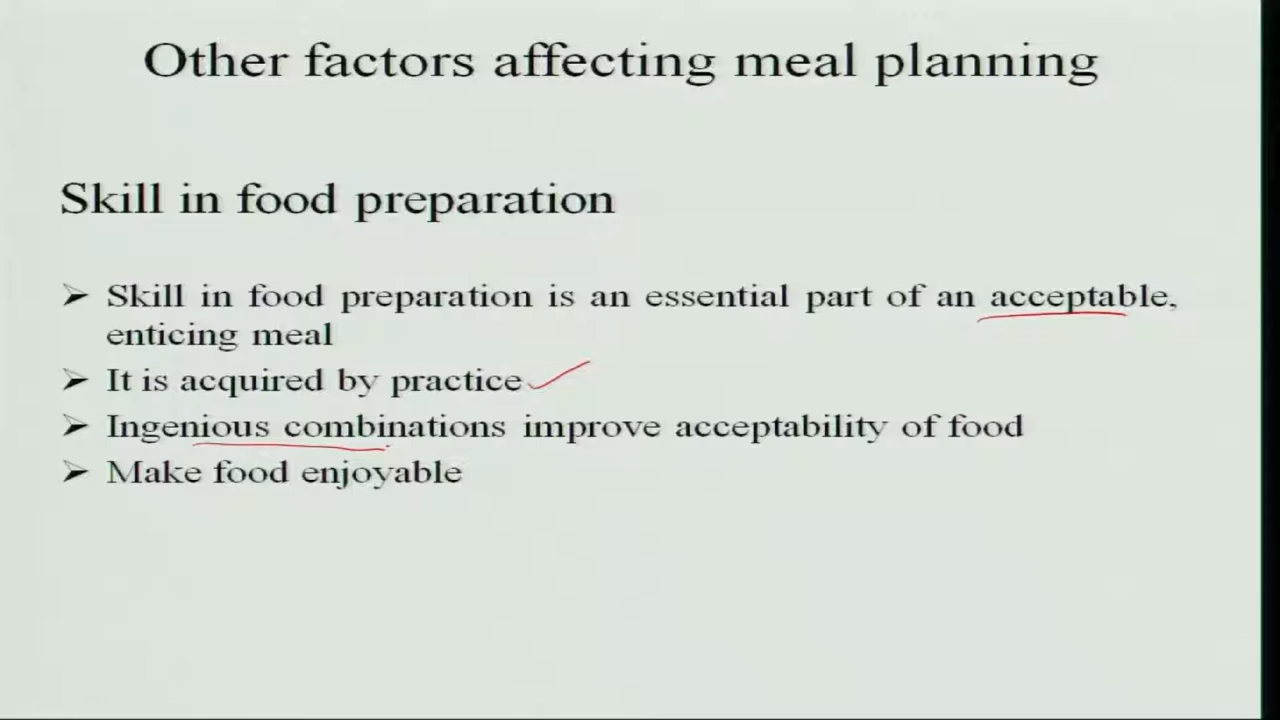 Other factors affecting meal planning
Skill in food preparation
➢ Skill in food preparation is an essential part of an acceptable,
enticing meal
➢ It is acquired by practice
➢ Ingenious combinations improve acceptability of food
➢ Make food enjoyable